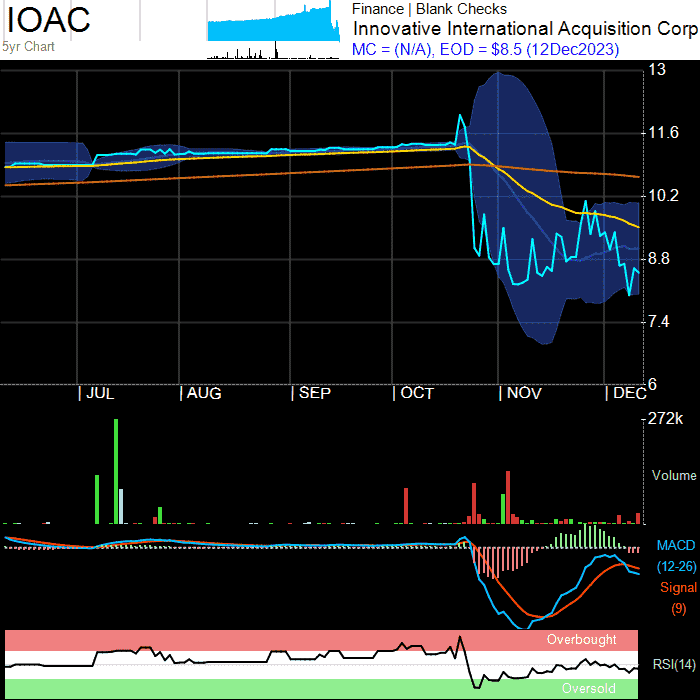 IOAC
5yr Chart
Finance | Blank Checks
Innovative International Acquisition Corp
MC = (N/A), EOD = $8.5 (12Dec2023)
13
11.6
10.2
8.8
7.4
6
JUL AUG SEP OCT NOV DEC
272k
Volume
MACD
(12-26)
Signal
(9)
Overbought
RSI(14)
Oversold